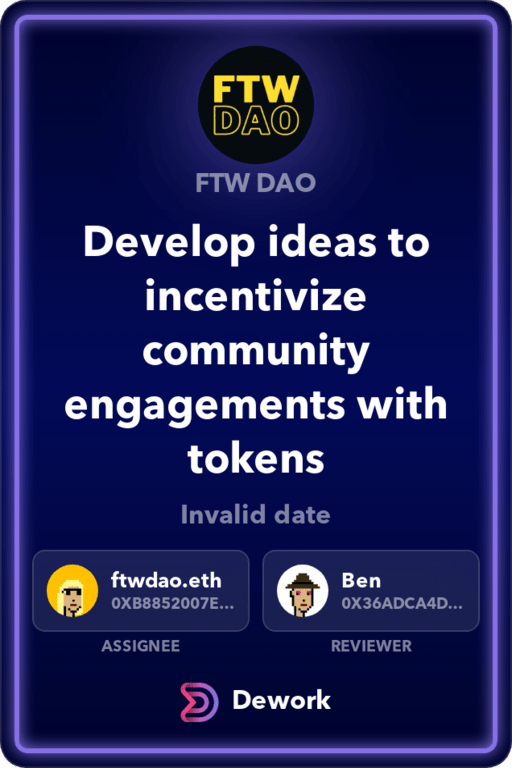 FTW
DAO
FTW DAO
Develop ideas to
incentivize
community
engagements with
tokens
Invalid date
ftwdao.eth
0XB8852007E...
ASSIGNEE
Ben
0X36ADCA4D...
REVIEWER
Dework